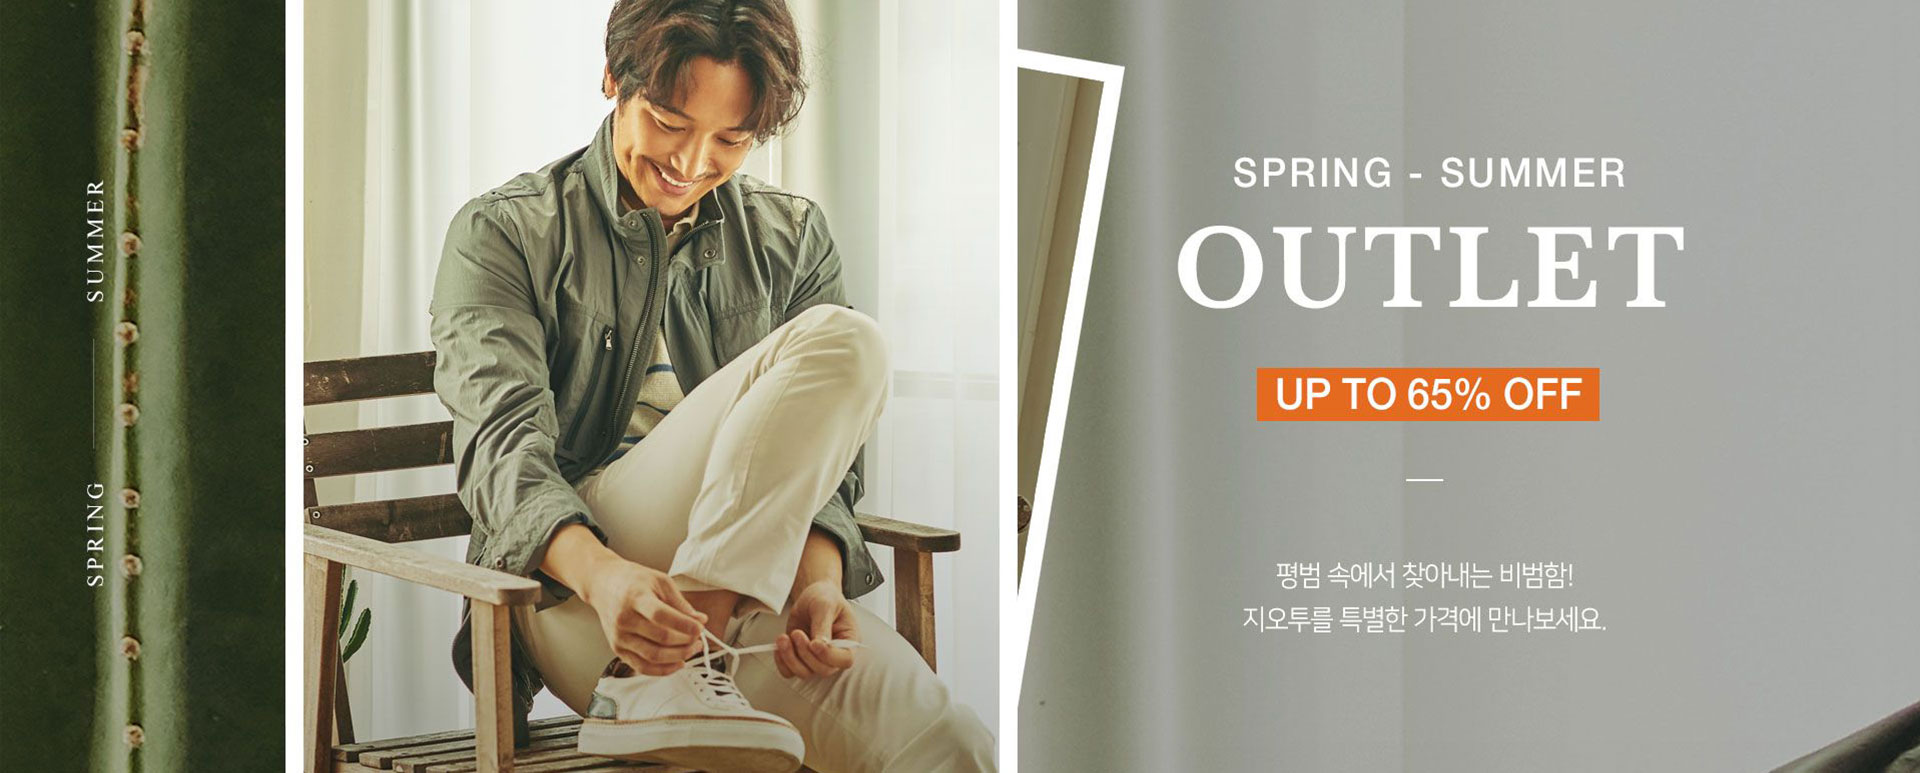 SPRING
SUMMER
SPRING - SUMMER
OUTLET
UP TO 65% OFF
평범 속에서 찾아내는 비범함!
지오투를 특별한 가격에 만나보세요.